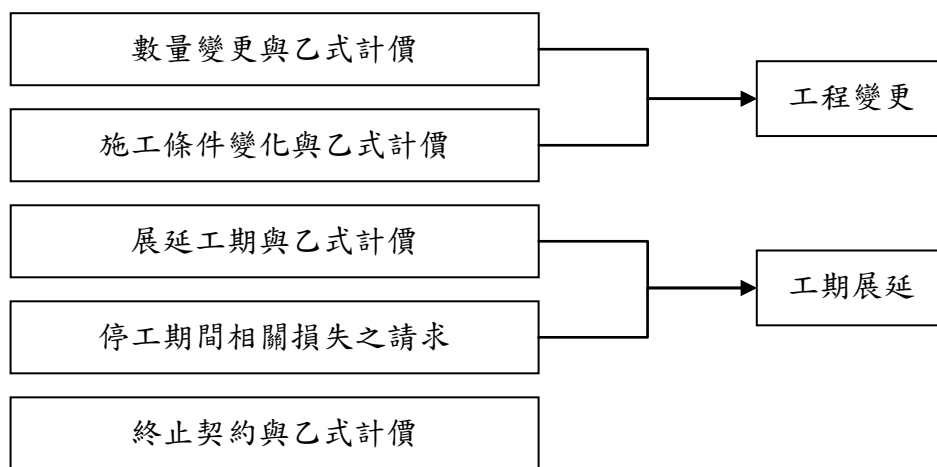 數量變更與乙式計價
工程變更
施工條件變化與乙式計價
展延工期與乙式計價
工期展延
停工期間相關損失之請求
終止契約與乙式計價